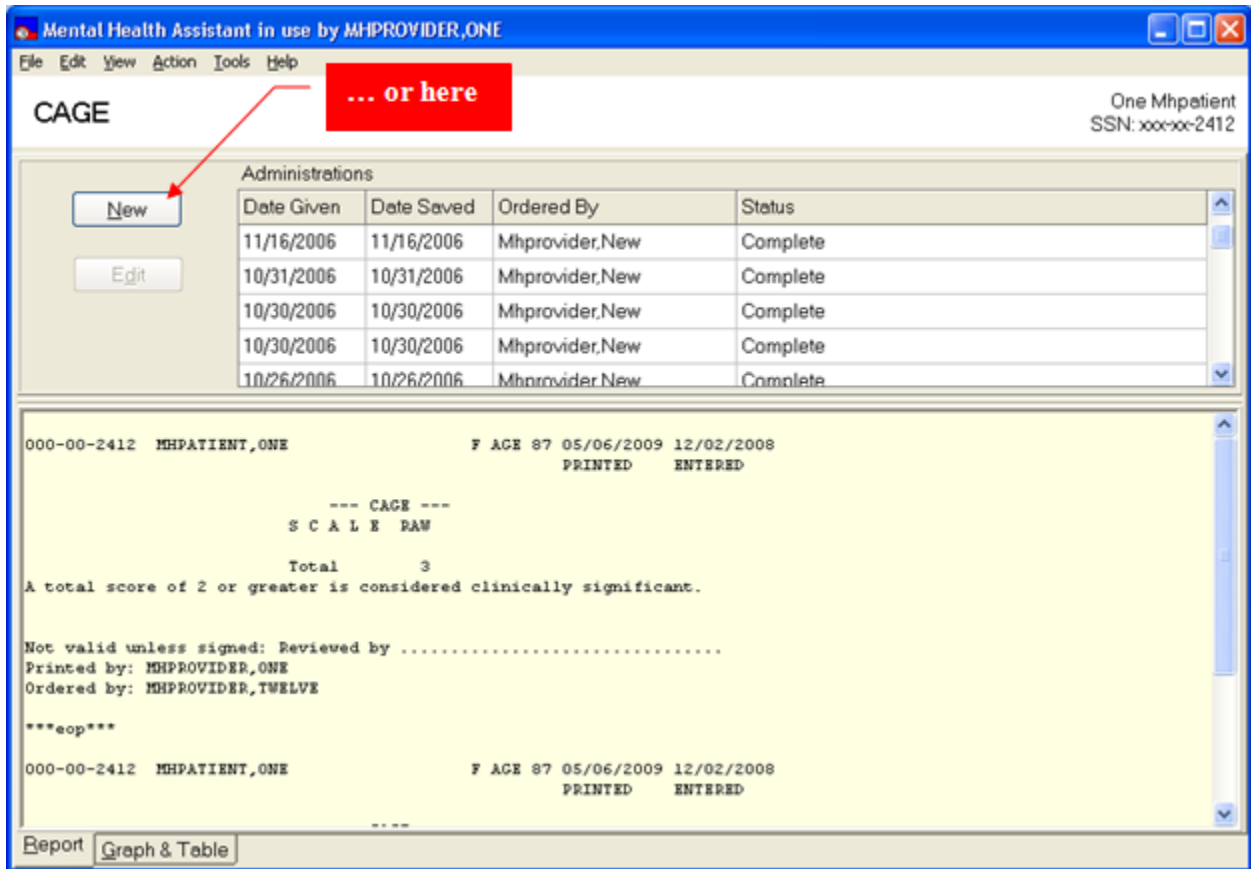 Mental Health Assistant in use by MHPROVIDER,ONE
File Edit View Action Tools Help
... or here
CAGE
One Mhpatient
SSN: xxx-xx-2412
New
Edit
Administrations
Date Given Date Saved Ordered By Status
11/16/2006 11/16/2006 Mhprovider,New Complete
10/31/2006 10/31/2006 Mhprovider,New Complete
10/30/2006 10/30/2006 Mhprovider,New Complete
10/30/2006 10/30/2006 Mhprovider,New Complete
10/26/2006 10/26/2006 Mhprovider,New Complete
000-00-2412 MHPATIENT,ONE F AGE 87 05/06/2009 12/02/2008
PRINTED ENTERED
--- CAGE ---
S C A L E RAW
Total 3
A total score of 2 or greater is considered clinically significant.
Not valid unless signed: Reviewed by ................................
Printed by: MHPROVIDER,ONE
Ordered by: MHPROVIDER,TWELVE
***eop***
000-00-2412 MHPATIENT,ONE F AGE 87 05/06/2009 12/02/2008
PRINTED ENTERED
Report Graph & Table